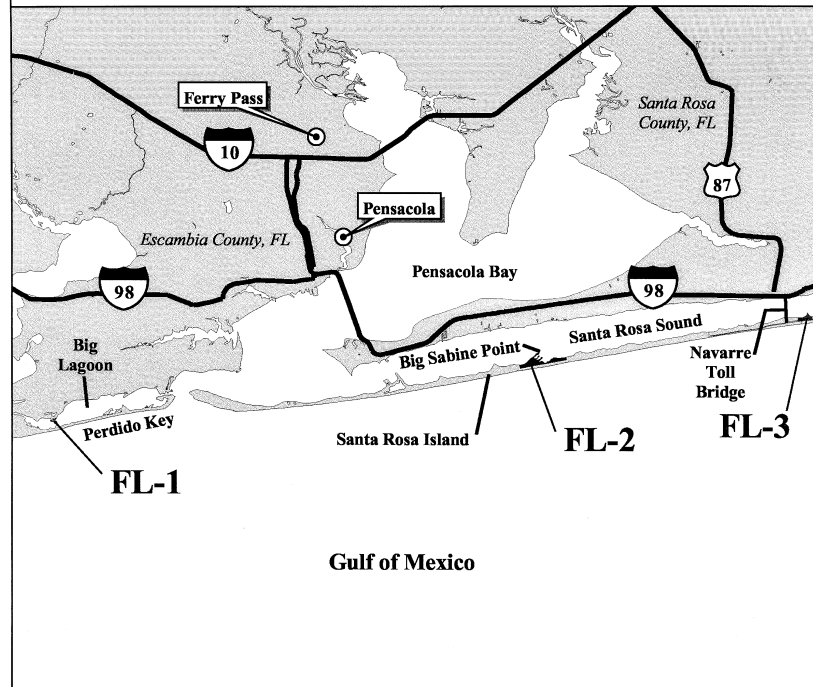 Ferry Pass
10
Santa Rosa
County, FL
87
Pensacola
Escambia County, FL
Pensacola Bay
98
98
Santa Rosa Sound
Big
Lagoon
Big Sabine Point
Navarre
Toll
Bridge
Perdido Key
Santa Rosa Island
FL-2
FL-3
FL-1
Gulf of Mexico